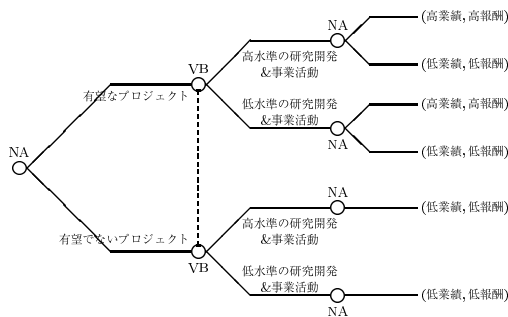 NA
(高業績, 高報酬)
高水準の研究開発
&事業活動
(低業績, 低報酬)
VB
有望なプロジェクト
低水準の研究開発
&事業活動
(高業績, 高報酬)
NA
(低業績, 低報酬)
NA
NA
(低業績, 低報酬)
高水準の研究開発
&事業活動
有望でないプロジェクト
VB
低水準の研究開発
&事業活動
(低業績, 低報酬)
NA